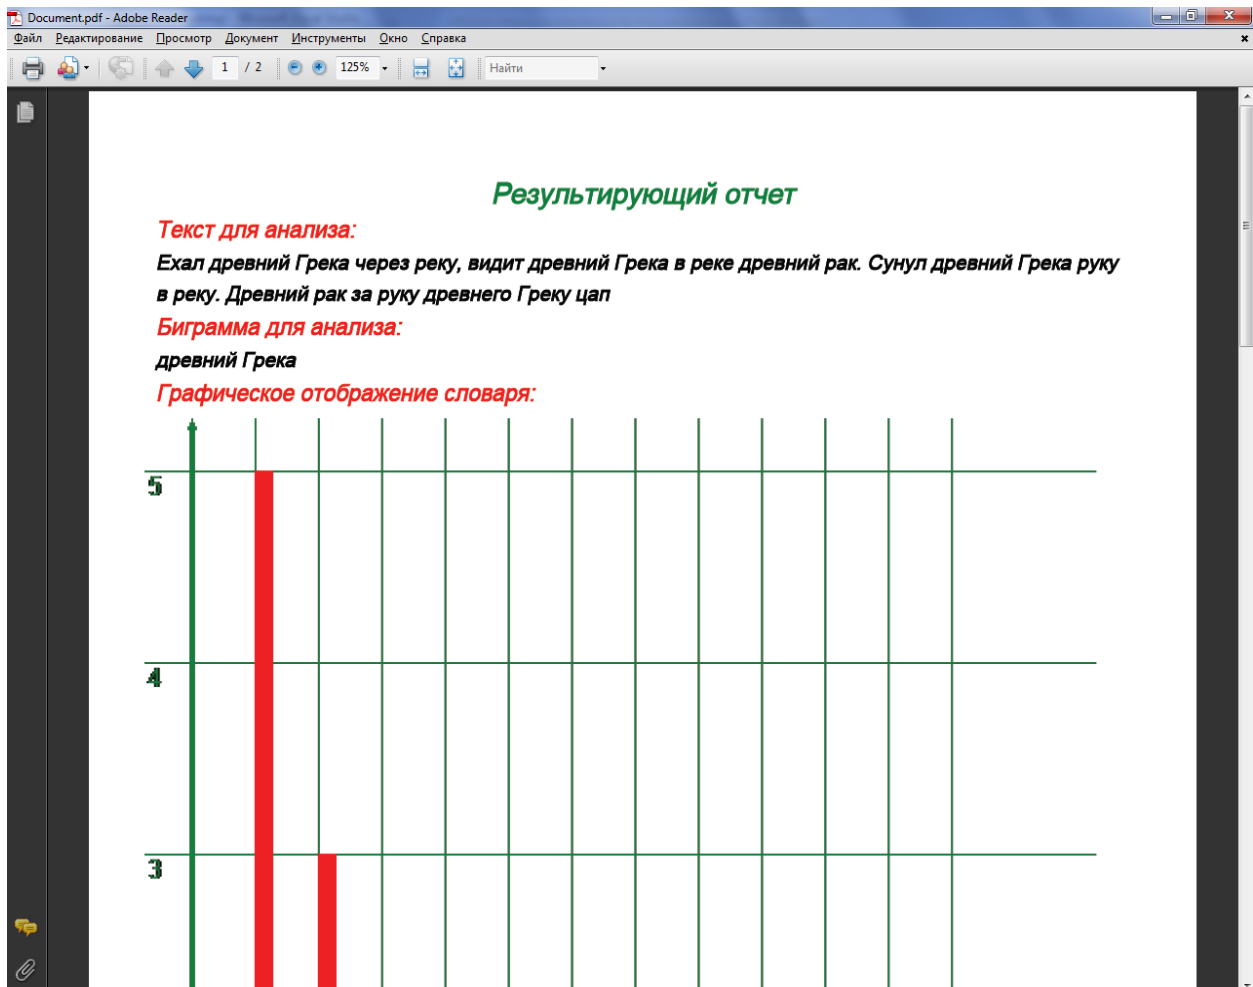 Document.pdf - Adobe Reader
Файл Редактирование Просмотр Документ Инструменты Окно Справка
1 / 2 125% Найти
Результирующий отчет
Текст для анализа:
Ехал древний Грека через реку, видит древний Грека в реке древний рак. Сунул древний Грека руку
в реку. Древний рак за руку древнего Греку цап
Биграмма для анализа:
древний Грека
Графическое отображение словаря:
5
4
3